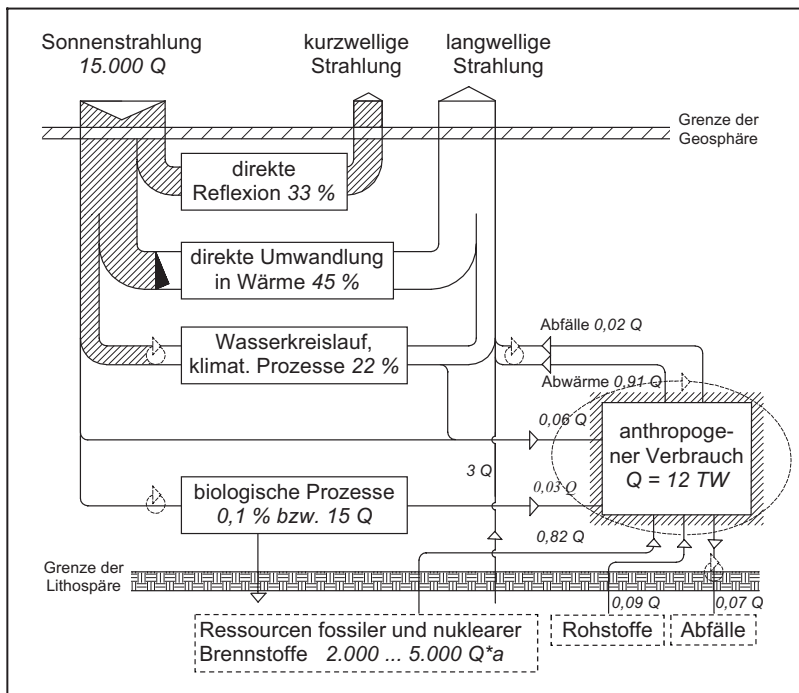 Sonnenstrahlung
15.000 Q
kurzwellige
Strahlung
langwellige
Strahlung
Grenze der
Geosphäre
direkte
Reflexion 33 %
direkte Umwandlung
in Wärme 45 %
Wasserkreislauf,
klimat. Prozesse 22 %
Abfälle 0,02 Q
Abwärme 0,91 Q
0,06 Q
anthropoge-
ner Verbrauch
Q = 12 TW
3 Q
biologische Prozesse
0,1 % bzw. 15 Q
0,03 Q
0,82 Q
Grenze der
Lithospäre
0,09 Q
0,07 Q
Ressourcen fossiler und nuklearer
Brennstoffe 2.000 ... 5.000 Q*a
Rohstoffe
Abfälle